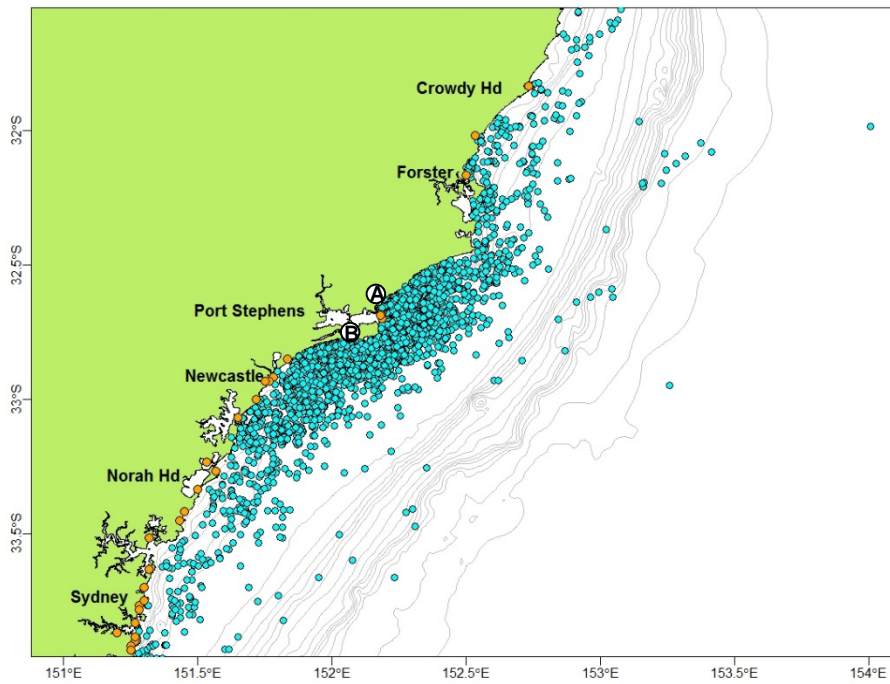 Crowdy Hd
32°S
Forster
32.5°S
A
Port Stephens
B
Newcastle
33°S
Norah Hd
33.5°S
Sydney
151°E
151.5°E
152°E
152.5°E
153°E
153.5°E
154°E